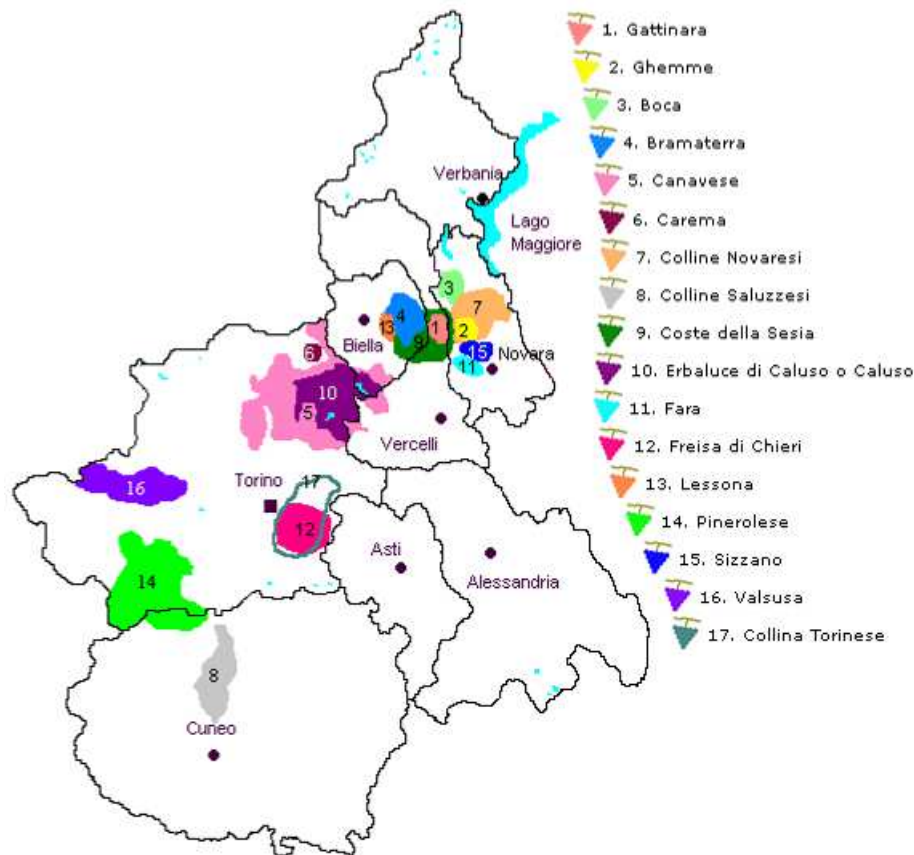 1. Gattinara
2. Ghemme
3. Boca
4. Bramaterra
5. Canavese
6. Carema
7. Colline Novaresi
8. Colline Saluzzesi
9. Coste della Sesia
10. Erbaluce di Caluso o Caluso
11. Fara
12. Freisa di Chieri
13. Lessona
14. Pinerolese
15. Sizzano
16. Valsusa
17. Collina Torinese
Verbania
Lago
Maggiore
3
7
4
13
1
2
9
Biella
15
Novara
11
6
10
5
Vercelli
16
Torino
17
12
Asti
Alessandria
14
8
Cuneo